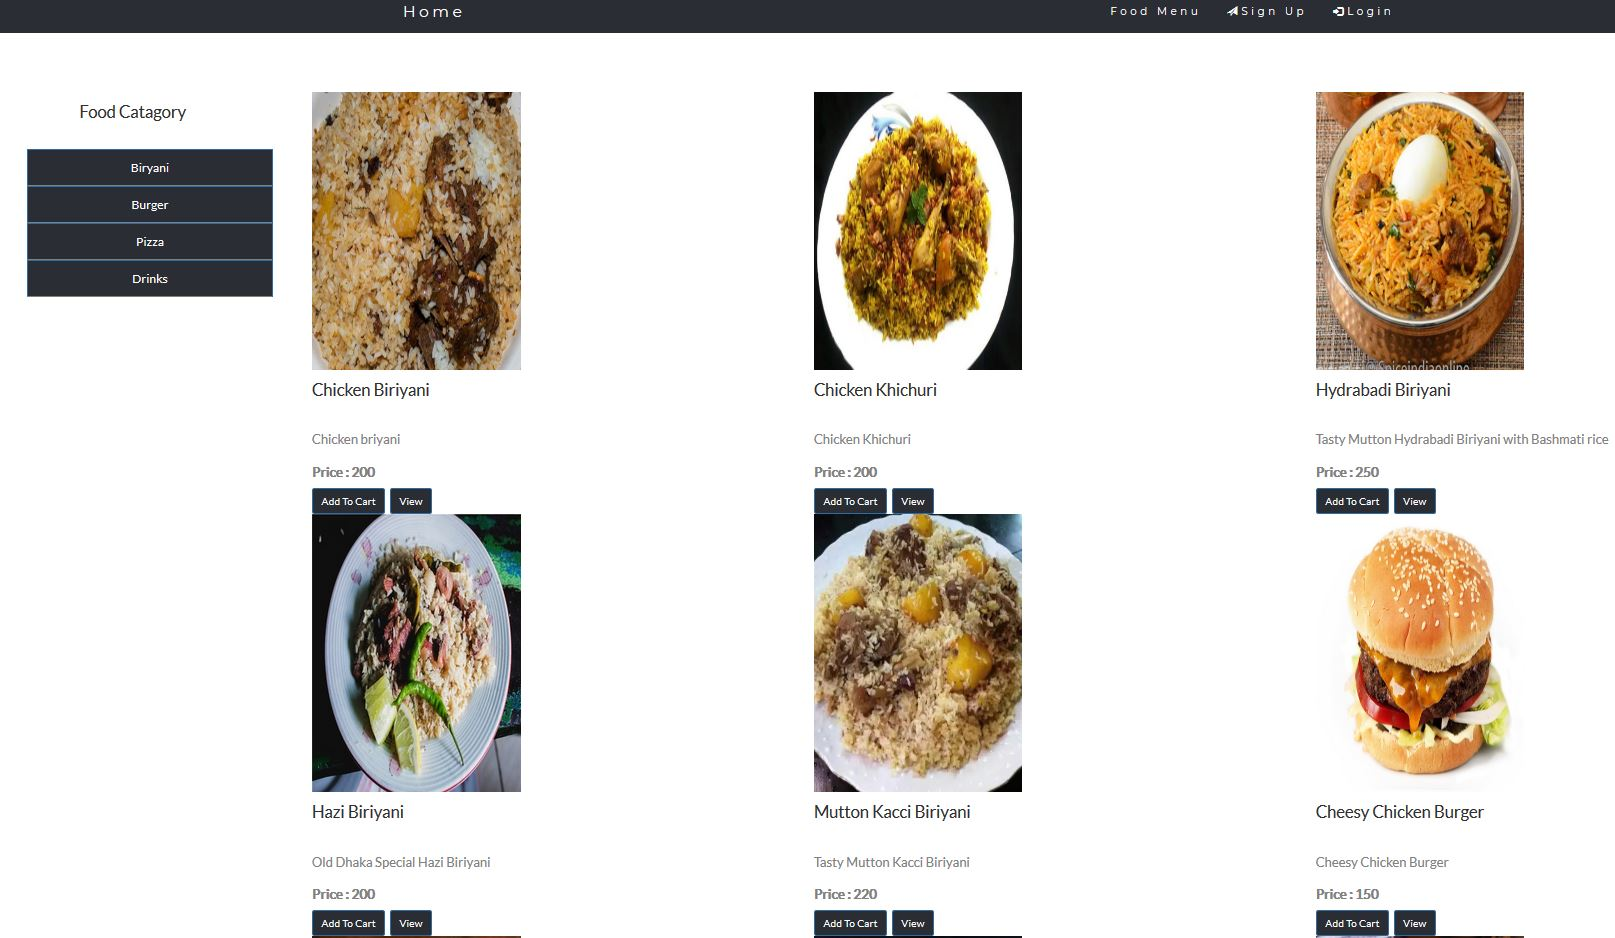 Home
Food Menu
Sign Up
Login
Food Catagory
Biryani
Burger
Pizza
Drinks
Chicken Biriyani
Chicken briyani
Price : 200
Add To Cart
View
Chicken Khichuri
Chicken Khichuri
Price : 200
Add To Cart
View
Hydrabadi Biriyani
Tasty Mutton Hydrabadi Biriyani with Bashmati rice
Price : 250
Add To Cart
View
Hazi Biriyani
Old Dhaka Special Hazi Biriyani
Price : 200
Add To Cart
View
Mutton Kacci Biriyani
Tasty Mutton Kacci Biriyani
Price : 220
Add To Cart
View
Cheesy Chicken Burger
Cheesy Chicken Burger
Price : 150
Add To Cart
View